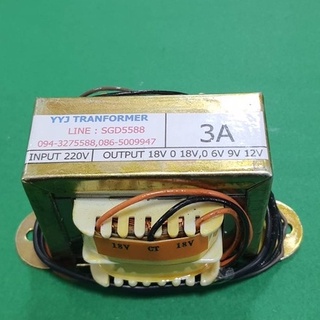 YYJ TRANFORMER
LINE : SGD5588
094-3275588,086-5009947
3A
INPUT 220V
OUTPUT 18V 0 18V,0 6V 9V 12V
18V CT 18V